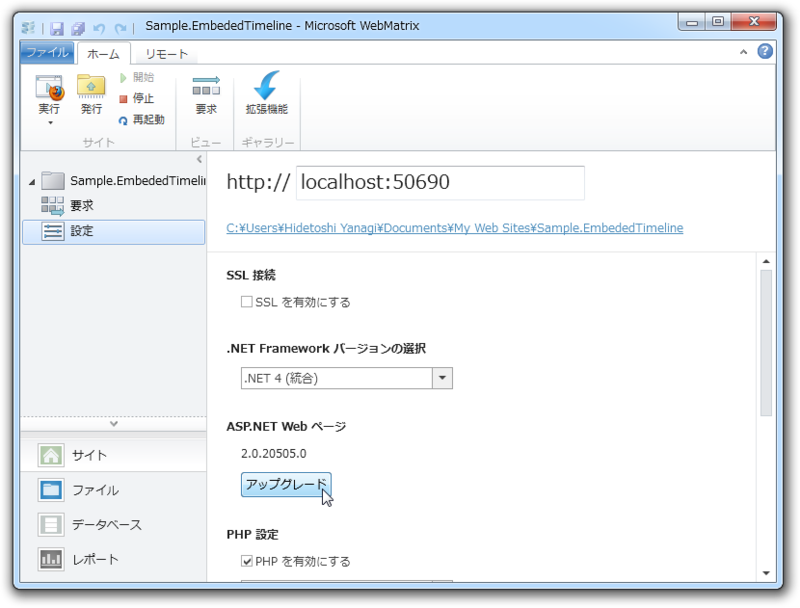 Sample.EmbededTimeline - Microsoft WebMatrix
ファイル ホーム リモート
実行 発行 開始
停止
再起動
要求 拡張機能
サイト ビュー ギャラリー
Sample.EmbededTimelin
要求
設定
http:// localhost:50690
C:¥Users¥Hidetoshi Yanagi¥Documents¥My Web Sites¥Sample.EmbededTimeline
SSL 接続
SSL を有効にする
.NET Framework バージョンの選択
.NET 4 (統合)
ASP.NET Web ページ
2.0.20505.0
アップグレード
PHP 設定
PHP を有効にする
サイト
ファイル
データベース
レポート